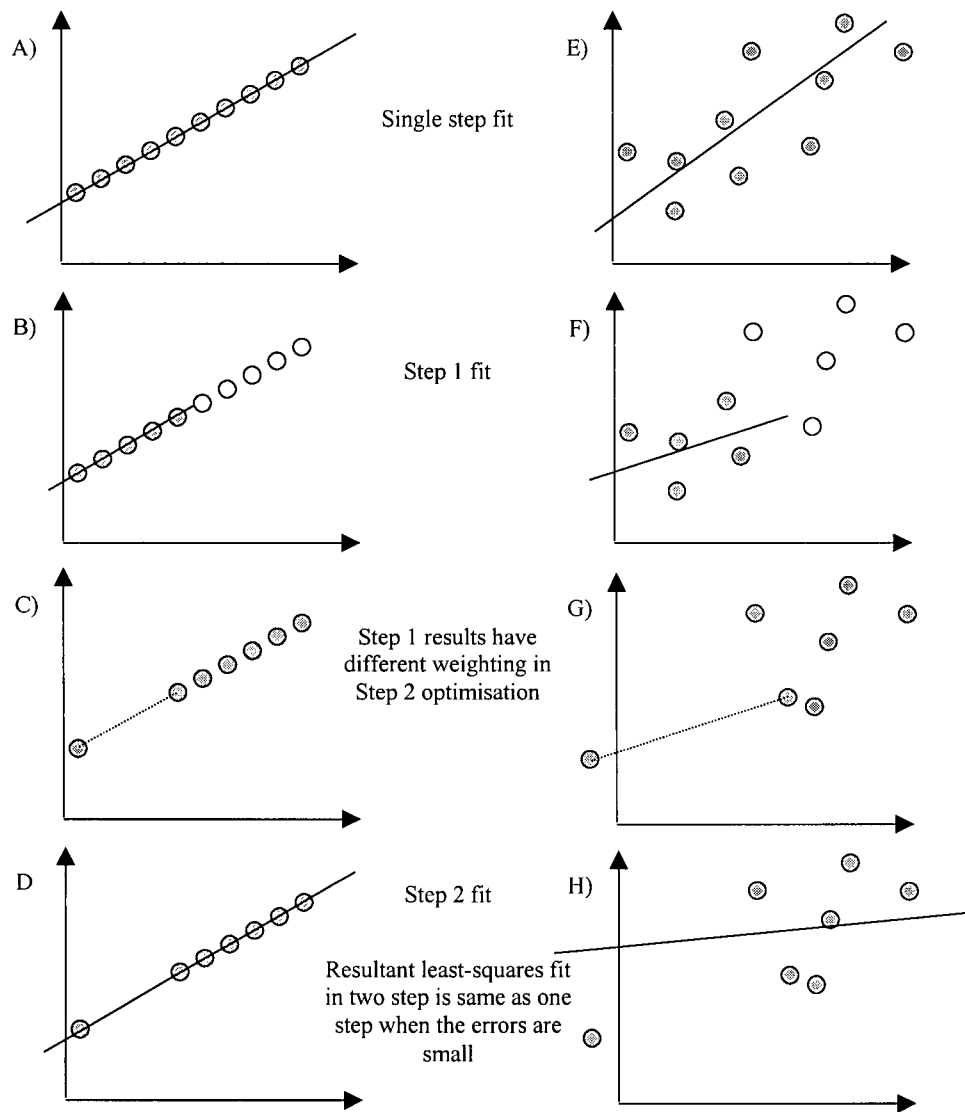 A)
E)
Single step fit
B)
F)
Step 1 fit
C)
G)
Step 1 results have
different weighting in
Step 2 optimisation
D
H)
Step 2 fit
Resultant least-squares fit
in two step is same as one
step when the errors are
small